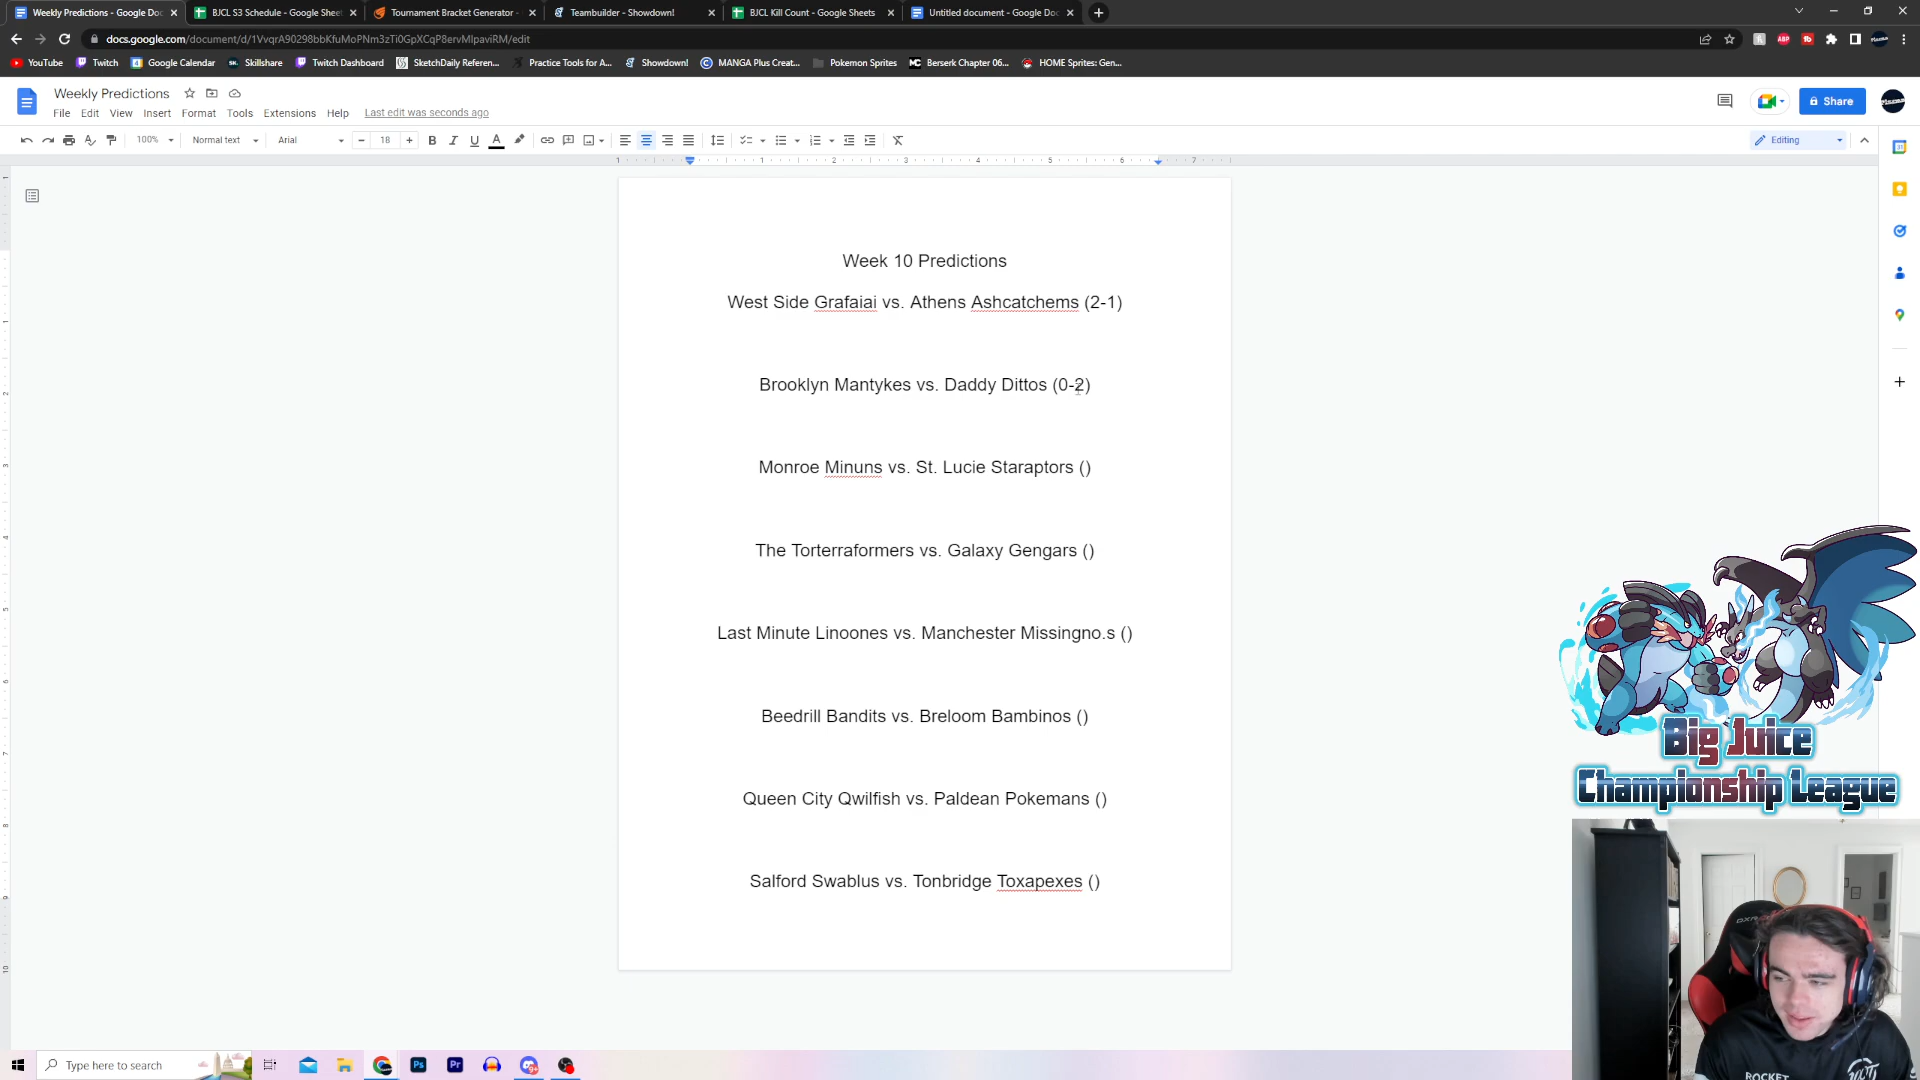 Weekly Predictions - Google Doc
BJCL S3 Schedule - Google Sheet
Tournament Bracket Generator -
Teambuilder - Showdown!
BJCL Kill Count - Google Sheets
Untitled document - Google Doc
docs.google.com/document/d/1VvqrA90298bbKfuMoPNm3zTi0GpXCqP8ervMlpaviRM/edit
YouTube
Twitch
Google Calendar
Skillshare
Twitch Dashboard
SketchDaily Referen...
Practice Tools for A...
Showdown!
MANGA Plus Creat...
Pokemon Sprites
Berserk Chapter 06...
HOME Sprites: Gen...
Weekly Predictions
File Edit View Insert Format Tools Extensions Help Last edit was seconds ago
Share
100% Normal text Arial 18 Editing
Week 10 Predictions
West Side Grafaiai vs. Athens Ashcatchems (2-1)
Brooklyn Mantykes vs. Daddy Dittos (0-2)
Monroe Minuns vs. St. Lucie Staraptors ()
The Torterraformers vs. Galaxy Gengars ()
Last Minute Linoones vs. Manchester Missingno.s ()
Beedrill Bandits vs. Breloom Bambinos ()
Queen City Qwilfish vs. Paldean Pokemans ()
Salford Swablus vs. Tonbridge Toxapexes ()
Big Juice
Championship League
ROCKET
Type here to search